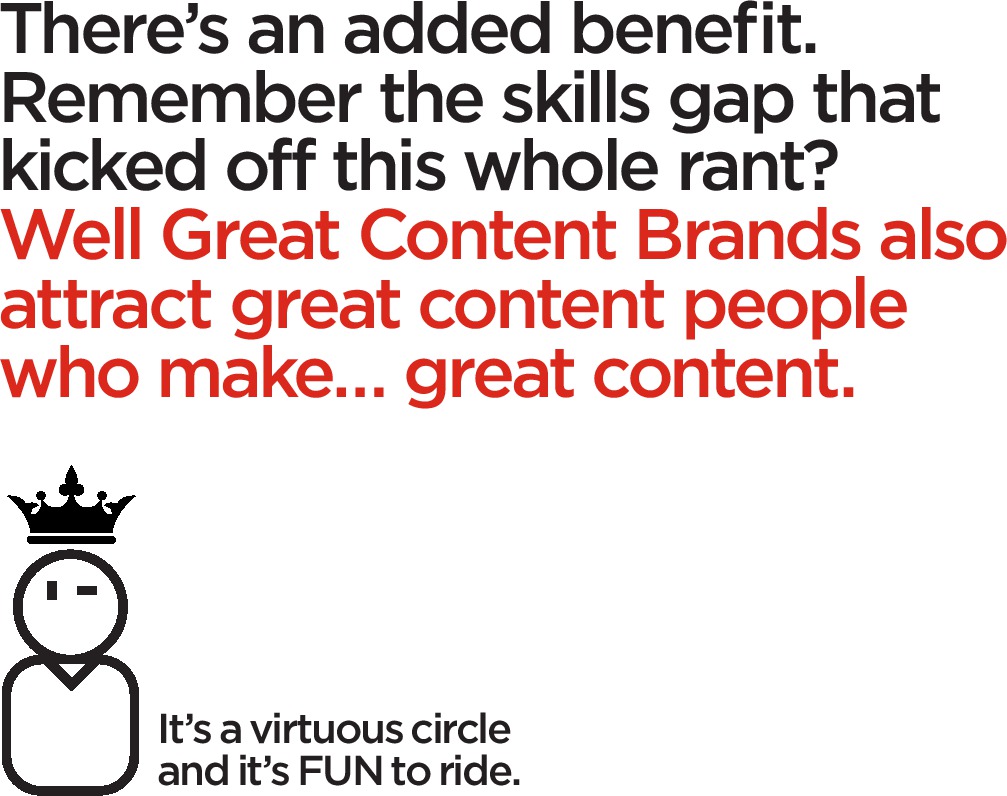 There’s an added benefit.
Remember the skills gap that
kicked off this whole rant?
Well Great Content Brands also
attract great content people
who make... great content.
It’s a virtuous circle
and it’s FUN to ride.